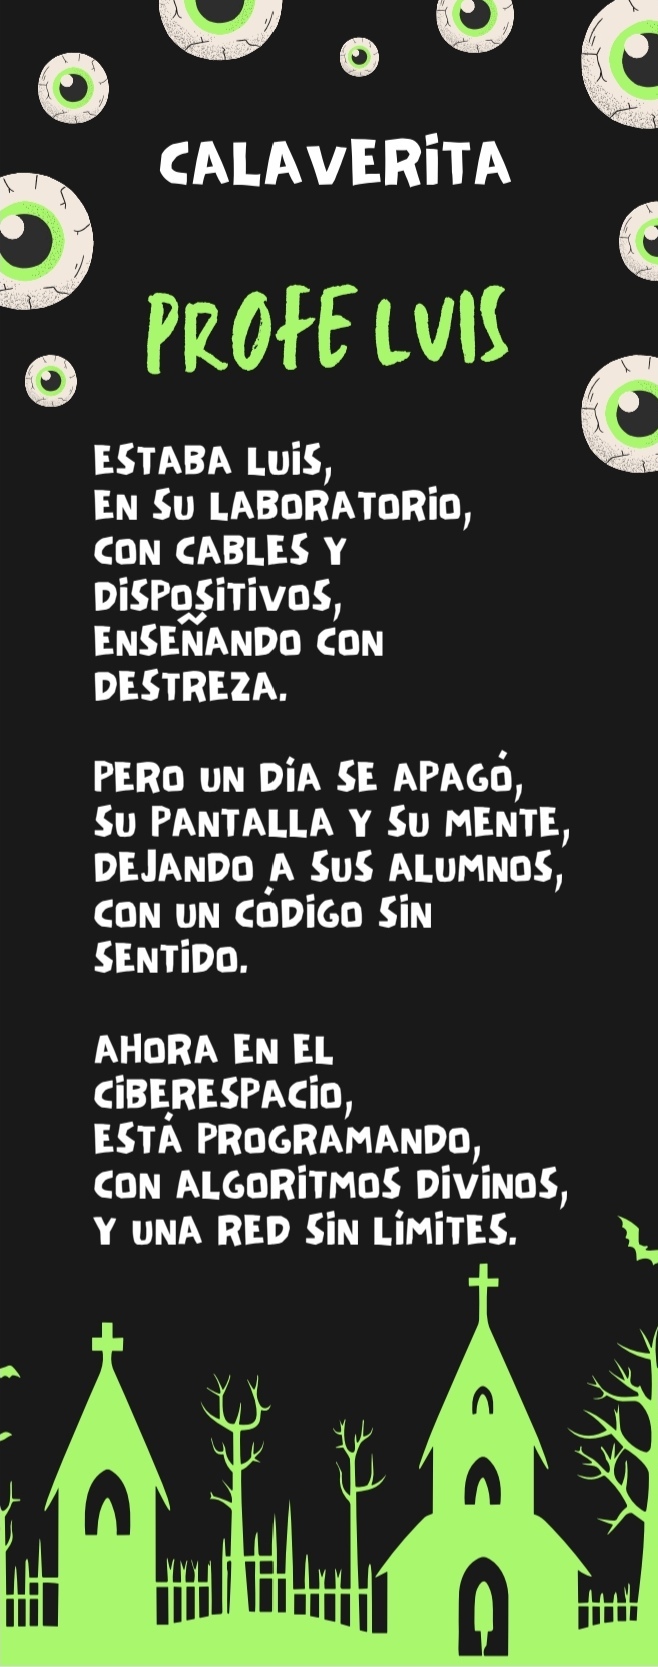 CALAVERITA
PROFE LUIS
ESTABA LUIS,
EN SU LABORATORIO,
CON CABLES Y
DISPOSITIVOS,
ENSEÑANDO CON
DESTREZA.
PERO UN DÍA SE APAGÓ,
SU PANTALLA Y SU MENTE,
DEJANDO A SUS ALUMNOS,
CON UN CÓDIGO SIN
SENTIDO.
AHORA EN EL
CIBERESPACIO,
ESTÁ PROGRAMANDO,
CON ALGORITMOS DIVINOS,
Y UNA RED SIN LÍMITES.